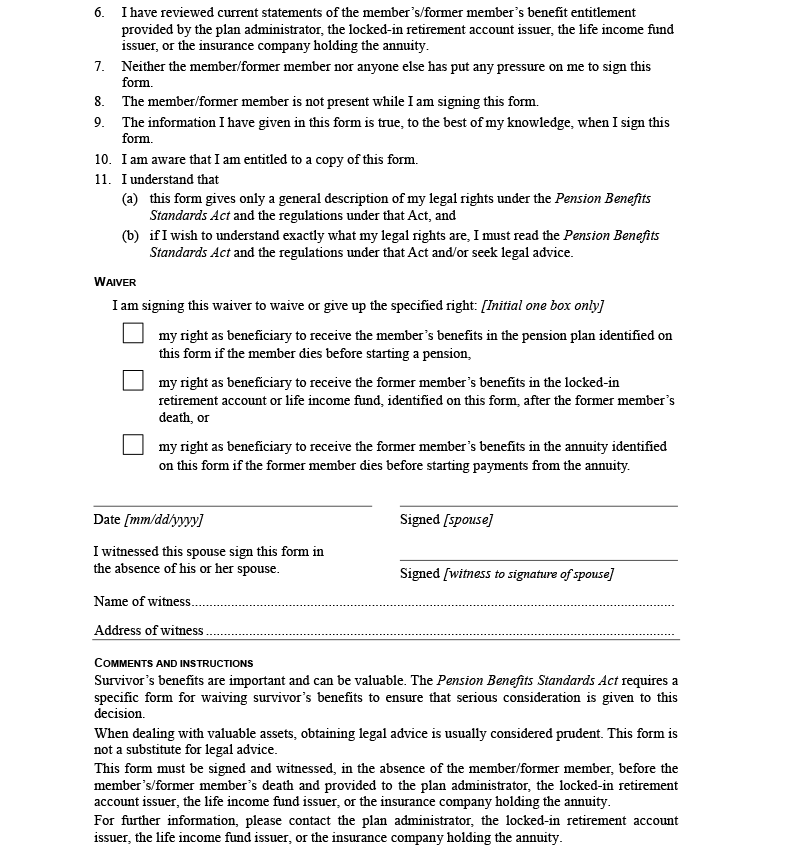 6. I have reviewed current statements of the member’s/former member’s benefit entitlement
provided by the plan administrator, the locked-in retirement account issuer, the life income fund
issuer, or the insurance company holding the annuity.
7. Neither the member/former member nor anyone else has put any pressure on me to sign this
form.
8. The member/former member is not present while I am signing this form.
9. The information I have given in this form is true, to the best of my knowledge, when I sign this
form.
10. I am aware that I am entitled to a copy of this form.
11. I understand that
(a) this form gives only a general description of my legal rights under the Pension Benefits
Standards Act and the regulations under that Act, and
(b) if I wish to understand exactly what my legal rights are, I must read the Pension Benefits
Standards Act and the regulations under that Act and/or seek legal advice.
WAIVER
I am signing this waiver to waive or give up the specified right: [Initial one box only]
my right as beneficiary to receive the member’s benefits in the pension plan identified on
this form if the member dies before starting a pension,
my right as beneficiary to receive the former member’s benefits in the locked-in
retirement account or life income fund, identified on this form, after the former member’s
death, or
my right as beneficiary to receive the former member’s benefits in the annuity identified
on this form if the former member dies before starting payments from the annuity.
Date [mm/dd/yyyy] Signed [spouse]
I witnessed this spouse sign this form in
the absence of his or her spouse.
Signed [witness to signature of spouse]
Name of witness
Address of witness
COMMENTS AND INSTRUCTIONS
Survivor’s benefits are important and can be valuable. The Pension Benefits Standards Act requires a
specific form for waiving survivor’s benefits to ensure that serious consideration is given to this
decision.
When dealing with valuable assets, obtaining legal advice is usually considered prudent. This form is
not a substitute for legal advice.
This form must be signed and witnessed, in the absence of the member/former member, before the
member’s/former member’s death and provided to the plan administrator, the locked-in retirement
account issuer, the life income fund issuer, or the insurance company holding the annuity.
For further information, please contact the plan administrator, the locked-in retirement account
issuer, the life income fund issuer, or the insurance company holding the annuity.